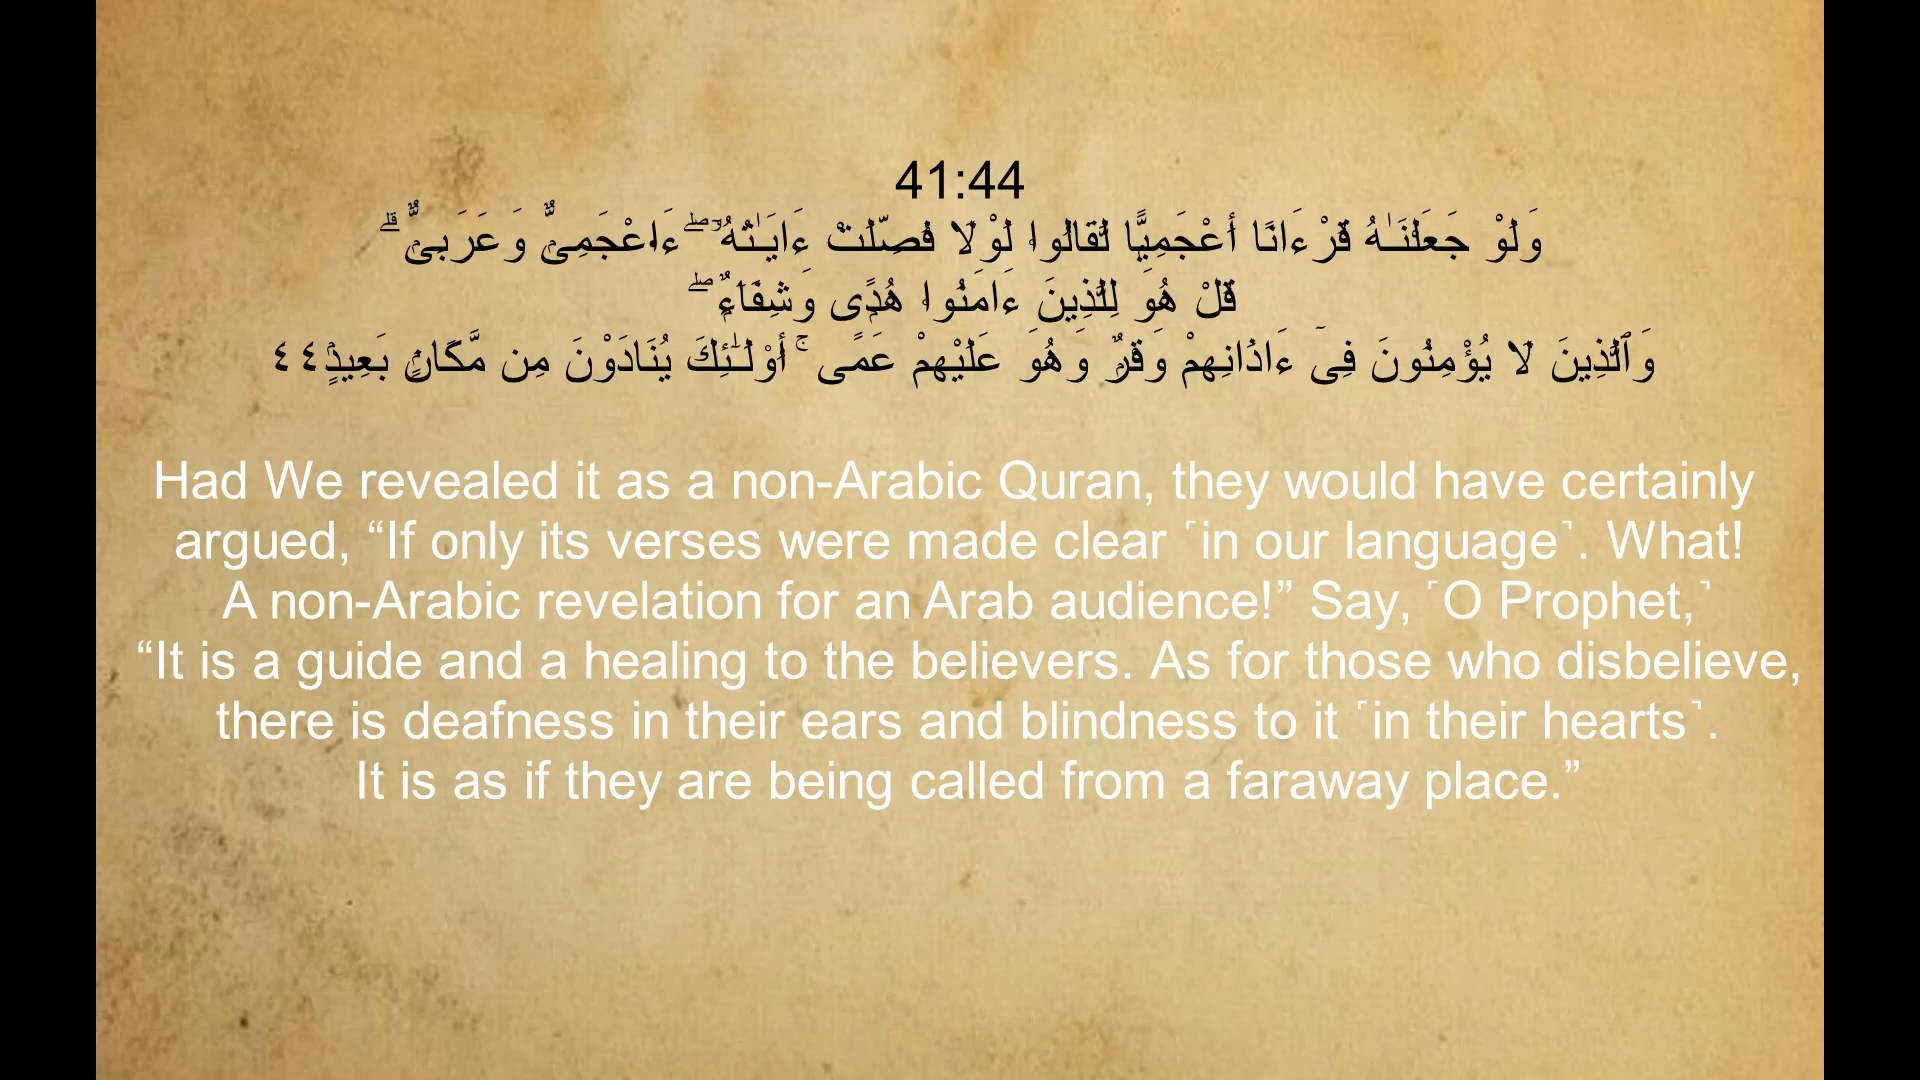 41:44
وَلَوْ جَعَلْنَـٰهُ قُرْءَانًا أَعْجَمِيًّۭا لَّقَالُوا۟ لَوْلَا فُصِّلَتْ ءَايَـٰتُهُۥٓ ۖ ءَا۬عْجَمِىٌّۭ وَعَرَبِىٌّۭ ۗ
قُلْ هُوَ لِلَّذِينَ ءَامَنُوا۟ هُدًۭى وَشِفَآءٌۭ ۖ
وَٱلَّذِينَ لَا يُؤْمِنُونَ فِىٓ ءَاذَانِهِمْ وَقْرٌۭ وَهُوَ عَلَيْهِمْ عَمًى ۚ أُو۟لَـٰٓئِكَ يُنَادَوْنَ مِن مَّكَانٍۭ بَعِيدٍۢ٤٤
Had We revealed it as a non-Arabic Quran, they would have certainly
argued, “If only its verses were made clear ˹in our language˺. What!
A non-Arabic revelation for an Arab audience!” Say, ˹O Prophet,˺
“It is a guide and a healing to the believers. As for those who disbelieve,
there is deafness in their ears and blindness to it ˹in their hearts˺.
It is as if they are being called from a faraway place.”